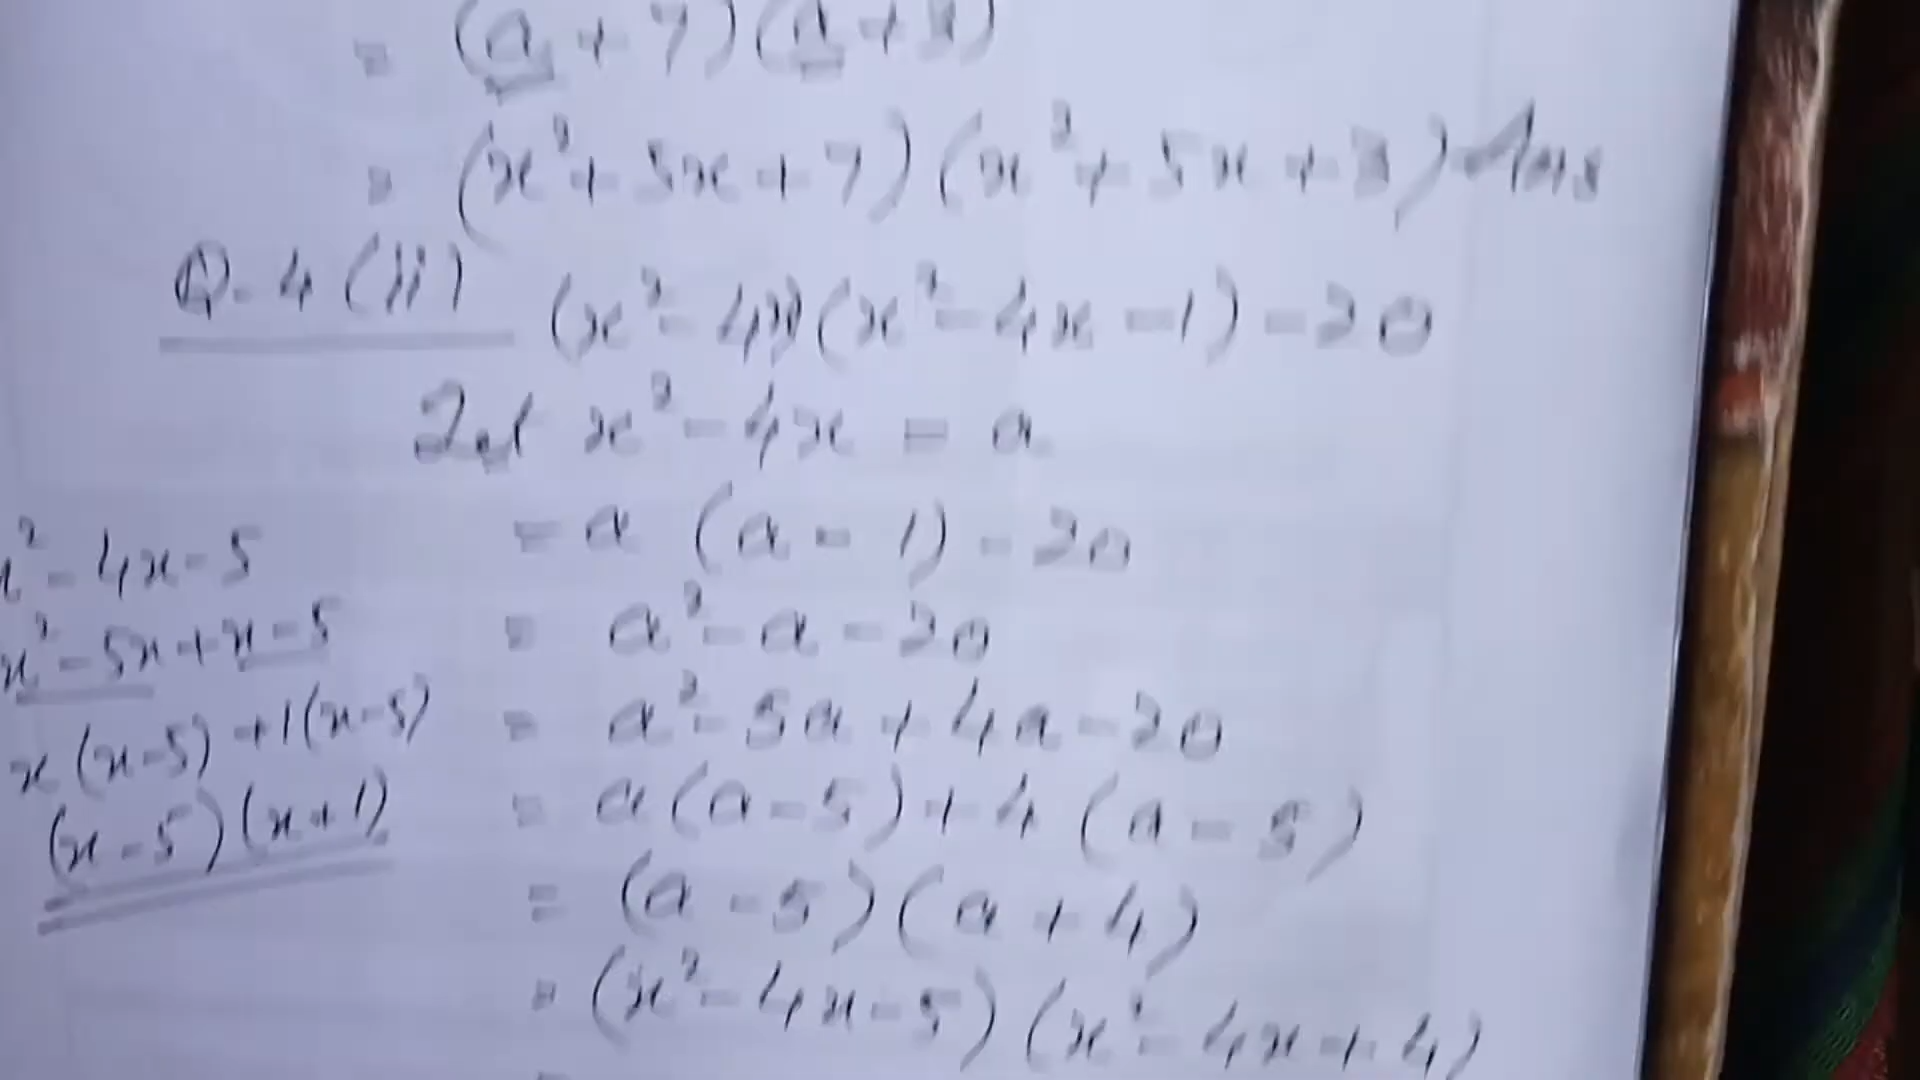 = (a + 7)(a + 3)
= (x² + 5x + 7)(x² + 5x + 3) Ans
Q.4 (ii) (x² - 4x)(x² - 4x - 1) - 20
Let x² - 4x = a
= a (a - 1) - 20
= a² - a - 20
= a² - 5a + 4a - 20
= a(a - 5) + 4 (a - 5)
= (a - 5)(a + 4)
= (x² - 4x - 5)(x² - 4x + 4)
x² - 4x - 5
x² - 5x + x - 5
x(x - 5) + 1(x - 5)
(x - 5)(x + 1)